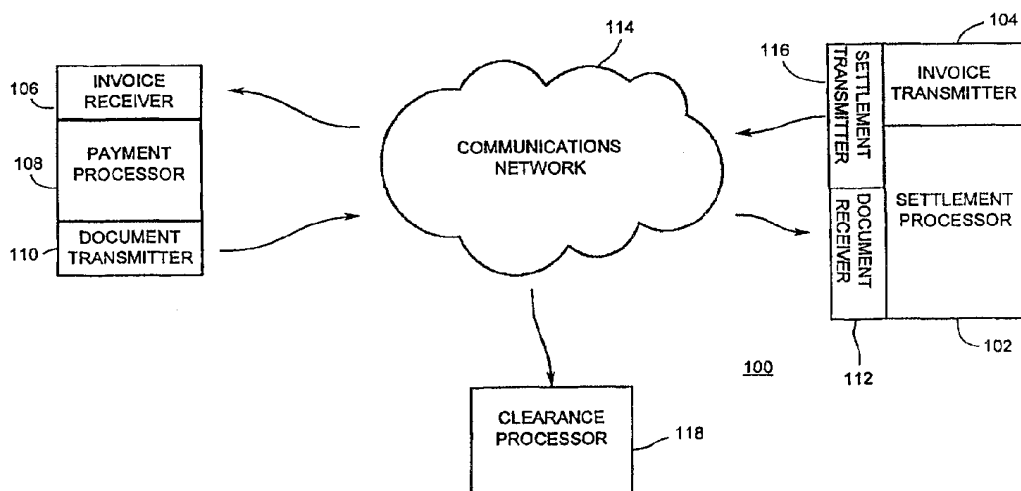 104
114
116
106
INVOICE
RECEIVER
SETTLEMENT
TRANSMITTER
INVOICE
TRANSMITTER
108
PAYMENT
PROCESSOR
COMMUNICATIONS
NETWORK
110
DOCUMENT
TRANSMITTER
DOCUMENT
RECEIVER
SETTLEMENT
PROCESSOR
100
112
102
CLEARANCE
PROCESSOR
118